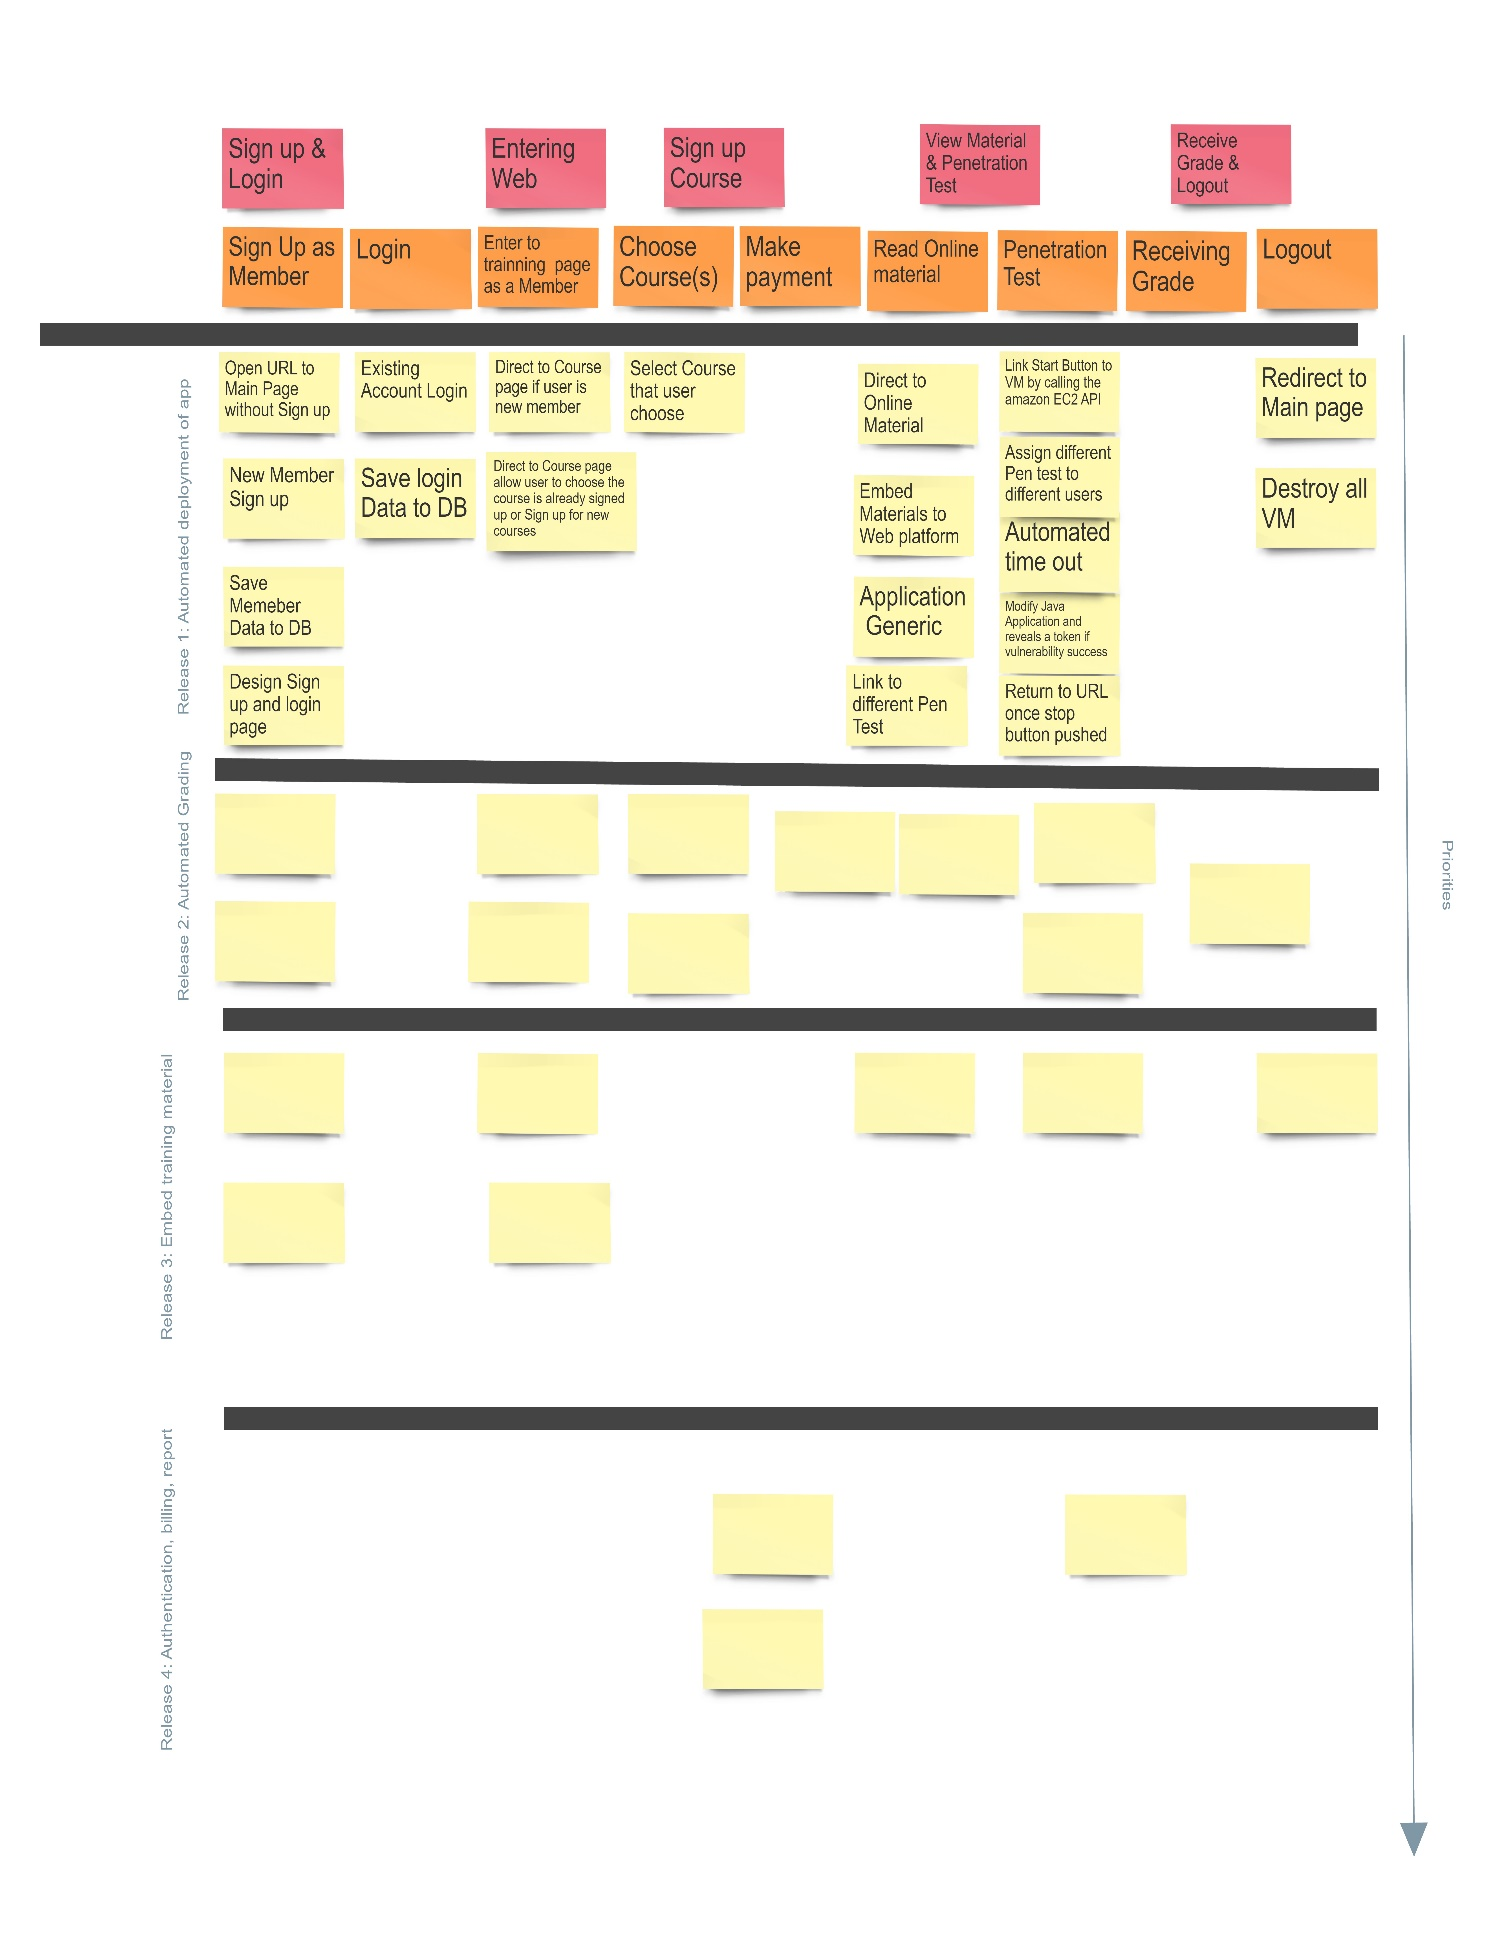 Sign up &
Login
Entering
Web
Sign up
Course
View Material
& Penetration
Test
Receive
Grade &
Logout
Sign Up as
Member
Login
Enter to
trainning page
as a Member
Choose
Course(s)
Make
payment
Read Online
material
Penetration
Test
Receiving
Grade
Logout
Release 1: Automated deployment of app
Open URL to
Main Page
without Sign up
New Member
Sign up
Save
Memeber
Data to DB
Design Sign
up and login
page
Existing
Account Login
Save login
Data to DB
Direct to Course
page if user is
new member
Direct to Course page
allow user to choose the
course is already signed
up or Sign up for new
courses
Select Course
that user
choose
Direct to
Online
Material
Embed
Materials to
Web platform
Application
Generic
Link to
different Pen
Test
Link Start Button to
VM by calling the
amazon EC2 API
Assign different
Pen test to
different users
Automated
time out
Modify Java
Application and
reveals a token if
vulnerability success
Return to URL
once stop
button pushed
Redirect to
Main page
Destroy all
VM
Release 2: Automated Grading
Priorities
Release 3: Embed training material
Release 4: Authentication, billing, report